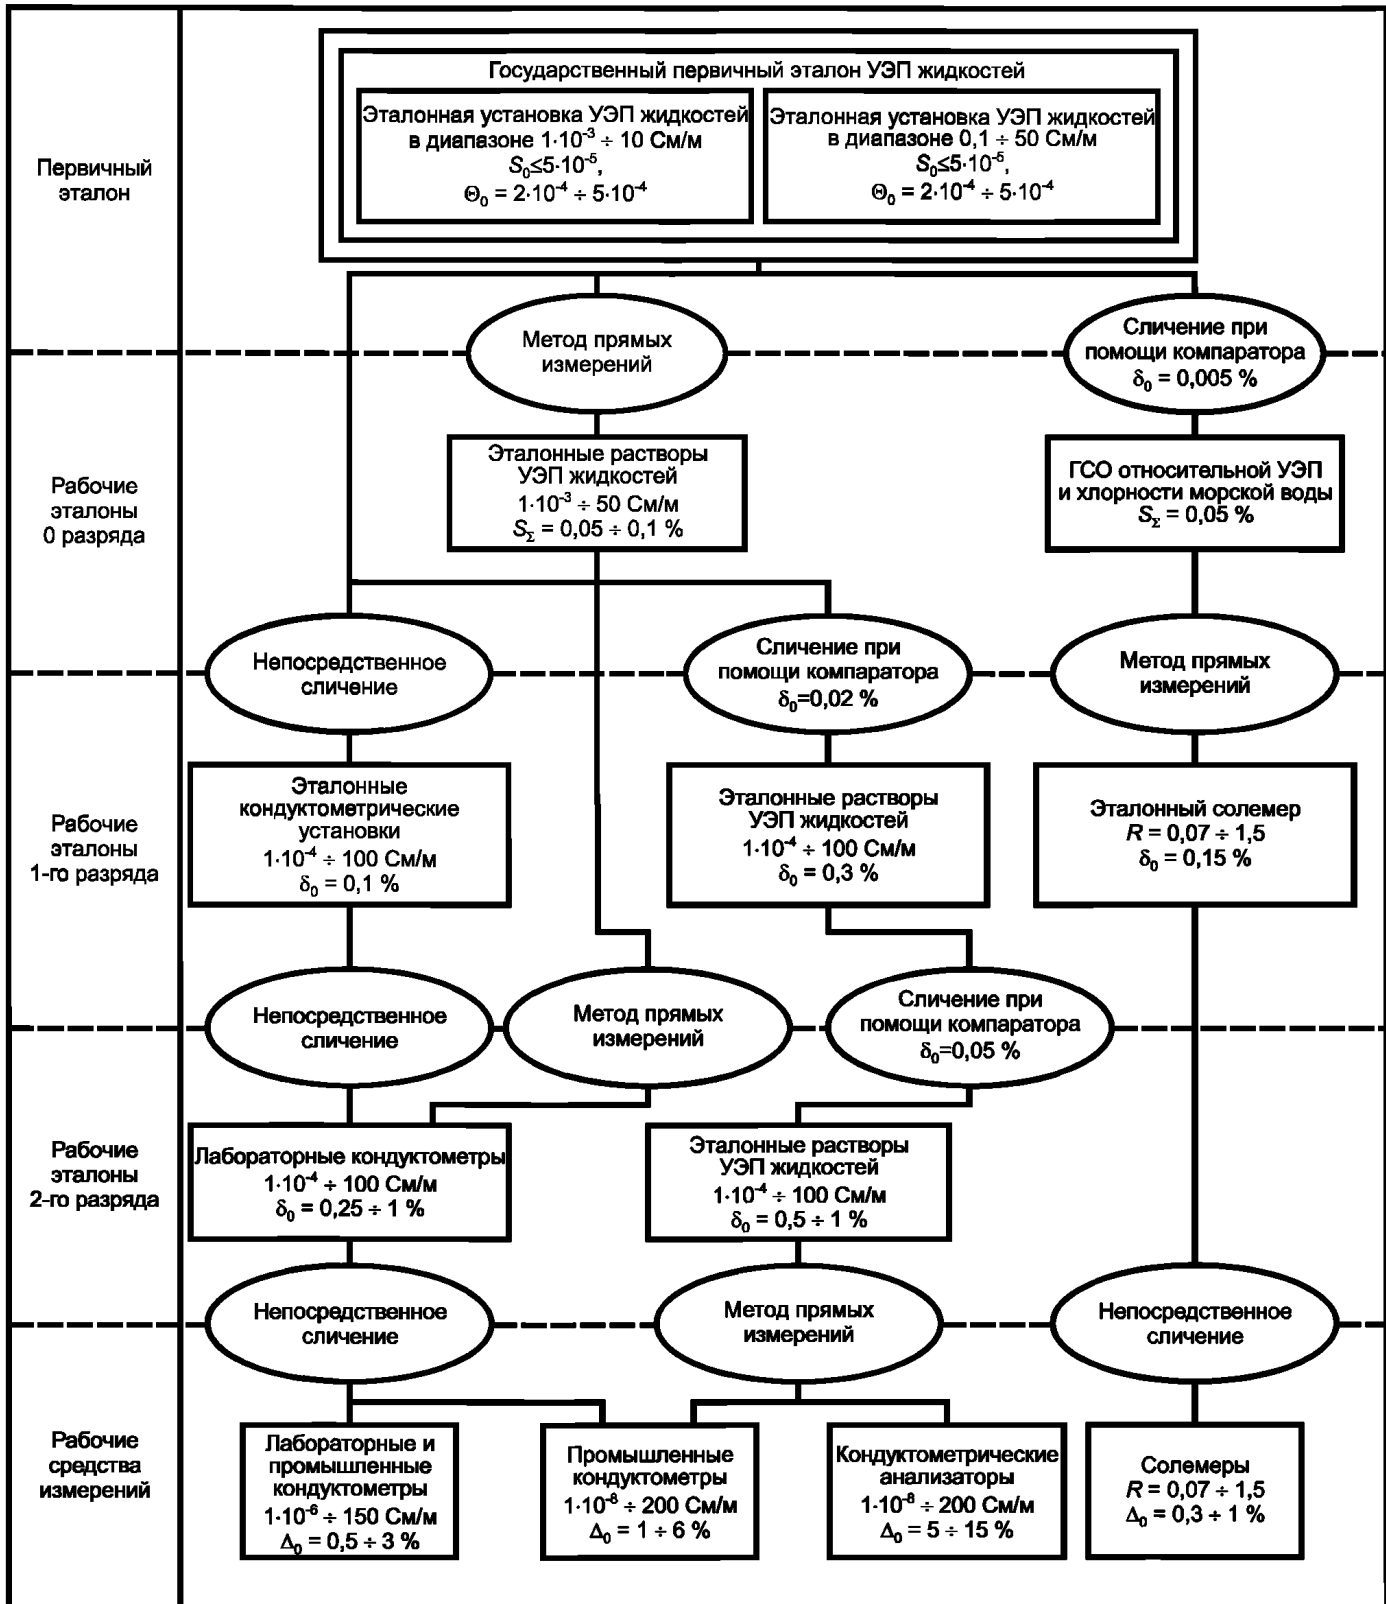 Первичный
эталон
Государственный первичный эталон УЭП жидкостей
Эталонная установка УЭП жидкостей
в диапазоне 1·10⁻³ ÷ 10 См/м
S₀≤5·10⁻⁵,
Θ₀ = 2·10⁻⁴ ÷ 5·10⁻⁴
Эталонная установка УЭП жидкостей
в диапазоне 0,1 ÷ 50 См/м
S₀≤5·10⁻⁵,
Θ₀ = 2·10⁻⁴ ÷ 5·10⁻⁴
Метод прямых
измерений
Сличение при
помощи компаратора
δ₀ = 0,005 %
Рабочие
эталоны
0 разряда
Эталонные растворы
УЭП жидкостей
1·10⁻³ ÷ 50 См/м
S_Σ = 0,05 ÷ 0,1 %
ГСО относительной УЭП
и хлорности морской воды
S_Σ = 0,05 %
Непосредственное
сличение
Сличение при
помощи компаратора
δ₀=0,02 %
Метод прямых
измерений
Рабочие
эталоны
1-го разряда
Эталонные
кондуктометрические
установки
1·10⁻⁴ ÷ 100 См/м
δ₀ = 0,1 %
Эталонные растворы
УЭП жидкостей
1·10⁻⁴ ÷ 100 См/м
δ₀ = 0,3 %
Эталонный солемер
R = 0,07 ÷ 1,5
δ₀ = 0,15 %
Непосредственное
сличение
Метод прямых
измерений
Сличение при
помощи компаратора
δ₀=0,05 %
Рабочие
эталоны
2-го разряда
Лабораторные кондуктометры
1·10⁻⁴ ÷ 100 См/м
δ₀ = 0,25 ÷ 1 %
Эталонные растворы
УЭП жидкостей
1·10⁻⁴ ÷ 100 См/м
δ₀ = 0,5 ÷ 1 %
Непосредственное
сличение
Метод прямых
измерений
Непосредственное
сличение
Рабочие
средства
измерений
Лабораторные и
промышленные
кондуктометры
1·10⁻⁶ ÷ 150 См/м
Δ₀ = 0,5 ÷ 3 %
Промышленные
кондуктометры
1·10⁻⁸ ÷ 200 См/м
Δ₀ = 1 ÷ 6 %
Кондуктометрические
анализаторы
1·10⁻⁸ ÷ 200 См/м
Δ₀ = 5 ÷ 15 %
Солемеры
R = 0,07 ÷ 1,5
Δ₀ = 0,3 ÷ 1 %